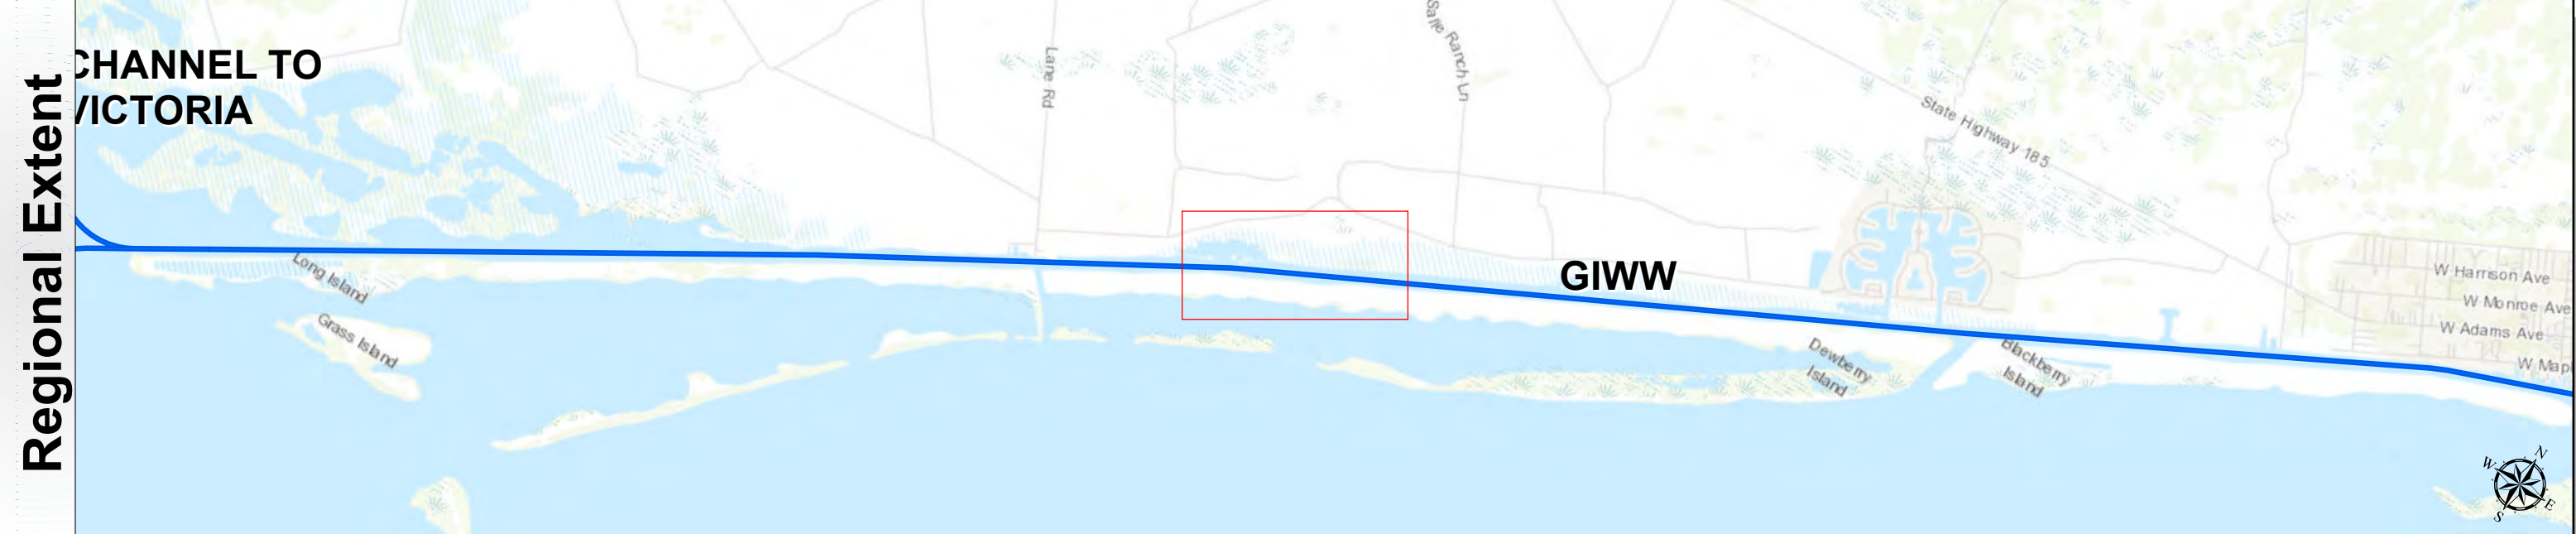 Regional Extent
CHANNEL TO
VICTORIA
Long Island
Grass Island
Lane Rd
Salle Ranch Ln
GIWW
State Highway 185
Dewberry
Island
Blackberry
Island
W Harrison Ave
W Monroe Ave
W Adams Ave
W Map
N
W
E
S